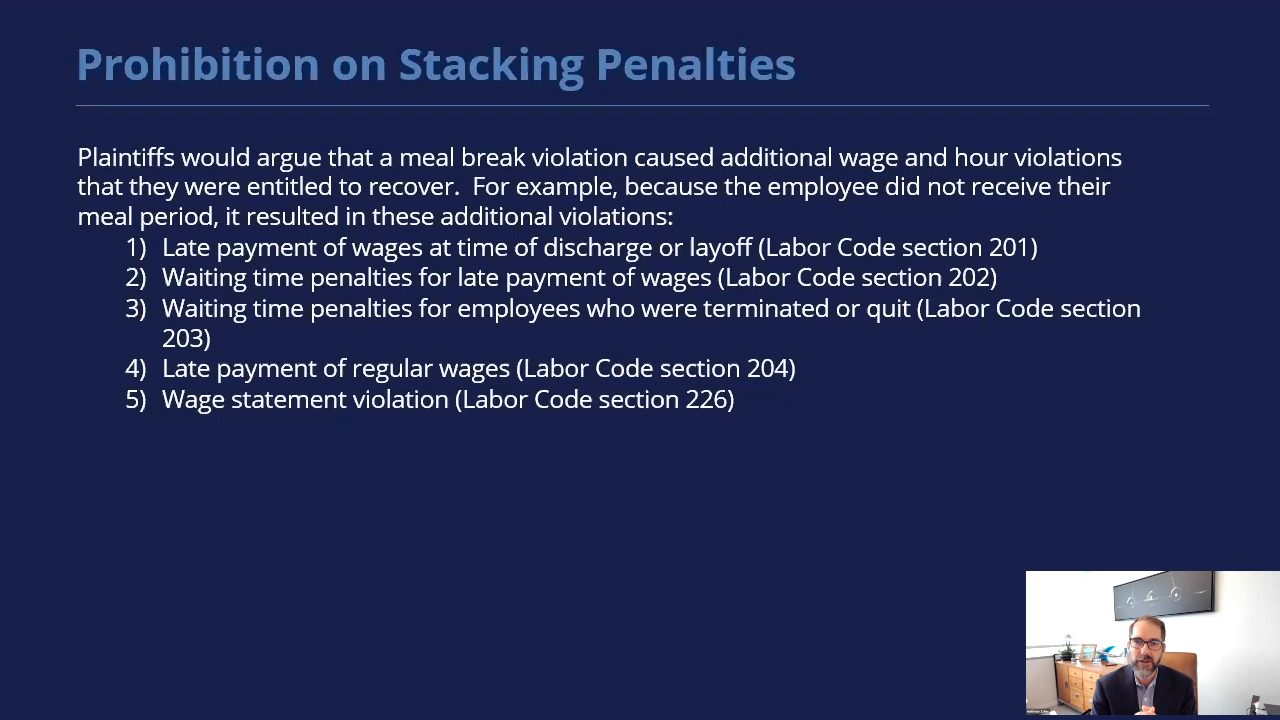 Prohibition on Stacking Penalties
Plaintiffs would argue that a meal break violation caused additional wage and hour violations
that they were entitled to recover.  For example, because the employee did not receive their
meal period, it resulted in these additional violations:
1) Late payment of wages at time of discharge or layoff (Labor Code section 201)
2) Waiting time penalties for late payment of wages (Labor Code section 202)
3) Waiting time penalties for employees who were terminated or quit (Labor Code section
203)
4) Late payment of regular wages (Labor Code section 204)
5) Wage statement violation (Labor Code section 226)